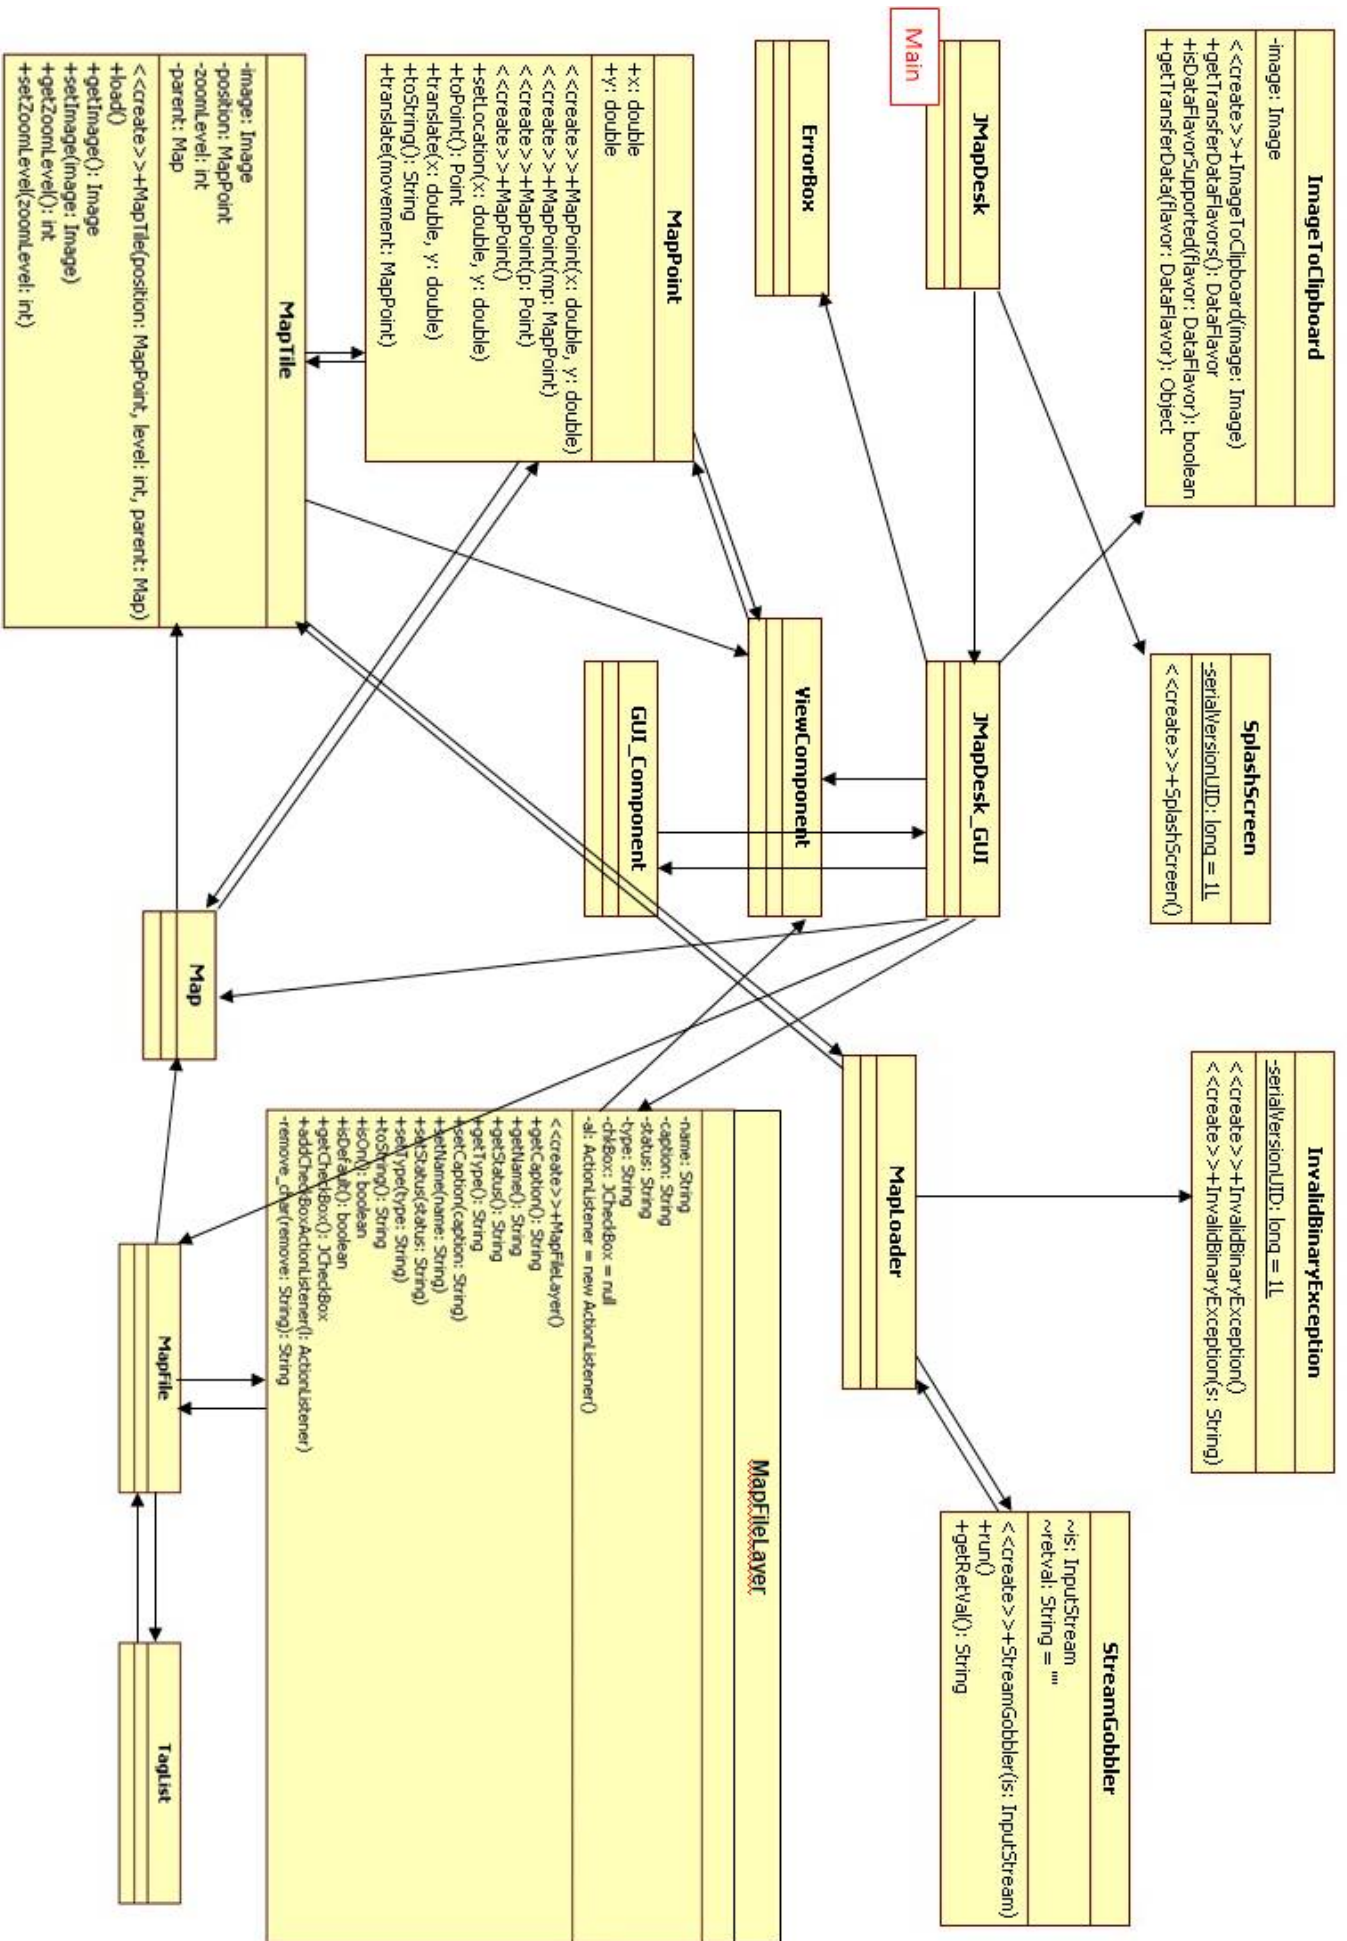 ImageToClipboard
-image: Image
<<create>>+ImageToClipboard(image: Image)
+getTransferDataFlavors(): DataFlavor
+isDataFlavorSupported(flavor: DataFlavor): boolean
+getTransferData(flavor: DataFlavor): Object
SplashScreen
-serialVersionUID: long = 1L
<<create>>+SplashScreen()
InvalidBinaryException
-serialVersionUID: long = 1L
<<create>>+InvalidBinaryException()
<<create>>+InvalidBinaryException(s: String)
StreamGobbler
~is: InputStream
~retval: String = ""
<<create>>+StreamGobbler(is: InputStream)
+run()
+getRetVal(): String
JMapDesk
Main
JMapDesk_GUI
MapLoader
ErrorBox
ViewComponent
GUI_Component
MapFileLayer
-name: String
-caption: String
-status: String
-type: String
-chkBox: JCheckBox = null
-al: ActionListener = new ActionListener()
<<create>>+MapFileLayer()
+getCaption(): String
+getName(): String
+getStatus(): String
+getType(): String
+setCaption(caption: String)
+setName(name: String)
+setStatus(status: String)
+setType(type: String)
+toString(): String
+isOn(): boolean
+isDefault(): boolean
+getCheckBox(): JCheckBox
+addCheckBoxActionListener(l: ActionListener)
-remove_char(remove: String): String
MapPoint
+x: double
+y: double
<<create>>+MapPoint(x: double, y: double)
<<create>>+MapPoint(mp: MapPoint)
<<create>>+MapPoint(p: Point)
<<create>>+MapPoint()
+setLocation(x: double, y: double)
+toPoint(): Point
+translate(x: double, y: double)
+toString(): String
+translate(movement: MapPoint)
MapTile
-image: Image
-position: MapPoint
-zoomLevel: int
-parent: Map
<<create>>+MapTile(position: MapPoint, level: int, parent: Map)
+load()
+getImage(): Image
+setImage(image: Image)
+getZoomLevel(): int
+setZoomLevel(zoomLevel: int)
Map
MapFile
TagList